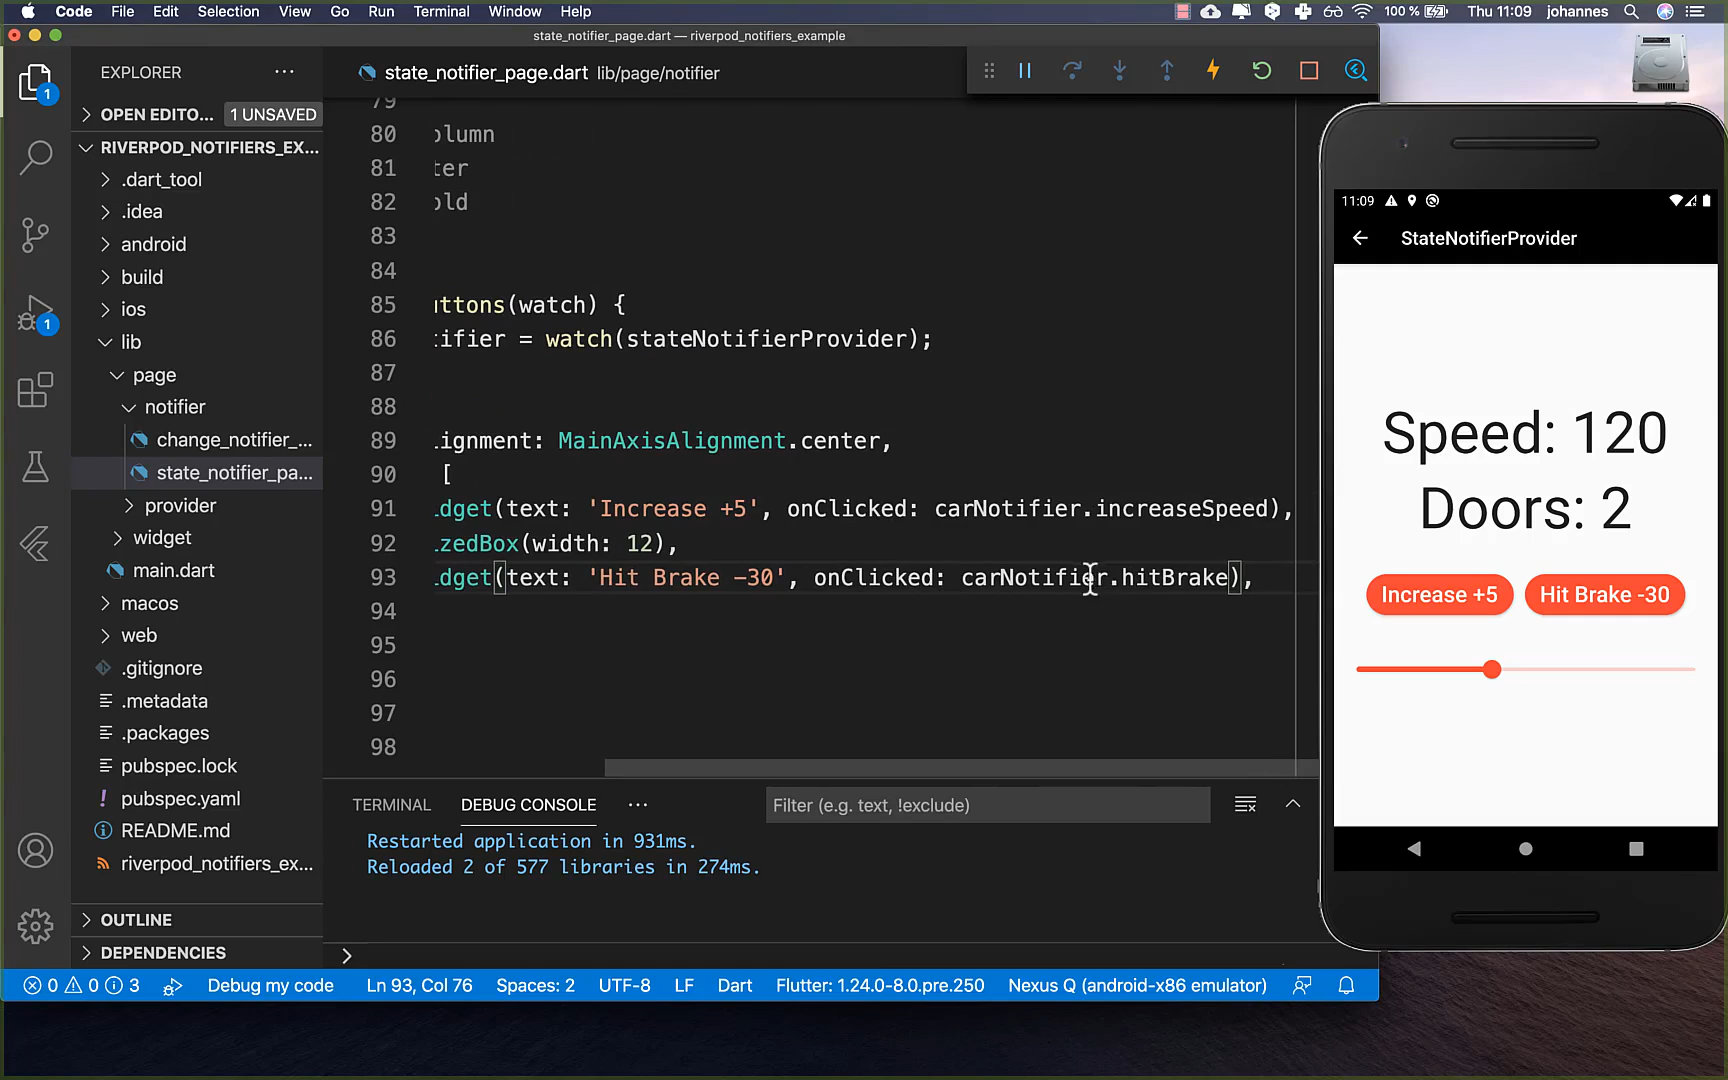 Code File Edit Selection View Go Run Terminal Window Help 100 % Thu 11:09 johannes
state_notifier_page.dart — riverpod_notifiers_example
1
EXPLORER
OPEN EDITO... 1 UNSAVED
RIVERPOD_NOTIFIERS_EX...
.dart_tool
.idea
android
build
ios
1
lib
page
notifier
change_notifier_...
state_notifier_pa...
provider
widget
main.dart
macos
web
.gitignore
.metadata
.packages
pubspec.lock
! pubspec.yaml
README.md
riverpod_notifiers_ex...
OUTLINE
DEPENDENCIES
state_notifier_page.dart lib/page/notifier
79
80 olumn
81 ter
82 old
83
84
85 uttons(watch) {
86 ifier = watch(stateNotifierProvider);
87
88
89 ignment: MainAxisAlignment.center,
90 [
91 dget(text: 'Increase +5', onClicked: carNotifier.increaseSpeed),
92 zedBox(width: 12),
93 dget(text: 'Hit Brake -30', onClicked: carNotifier.hitBrake),
94
95
96
97
98
TERMINAL DEBUG CONSOLE ... Filter (e.g. text, !exclude)
Restarted application in 931ms.
Reloaded 2 of 577 libraries in 274ms.
0 0 3 Debug my code Ln 93, Col 76 Spaces: 2 UTF-8 LF Dart Flutter: 1.24.0-8.0.pre.250 Nexus Q (android-x86 emulator)
11:09
StateNotifierProvider
Speed: 120
Doors: 2
Increase +5 Hit Brake -30